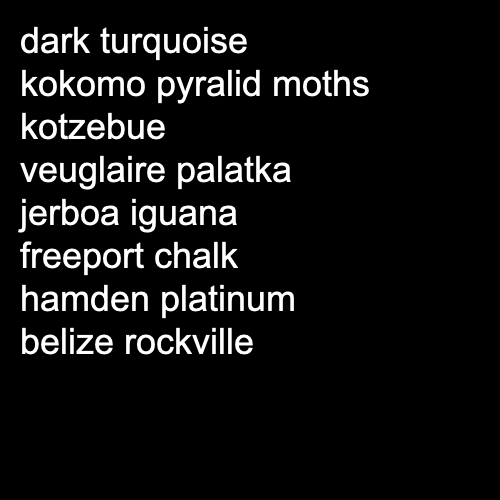 dark turquoise
kokomo pyralid moths
kotzebue
veuglaire palatka
jerboa iguana
freeport chalk
hamden platinum
belize rockville